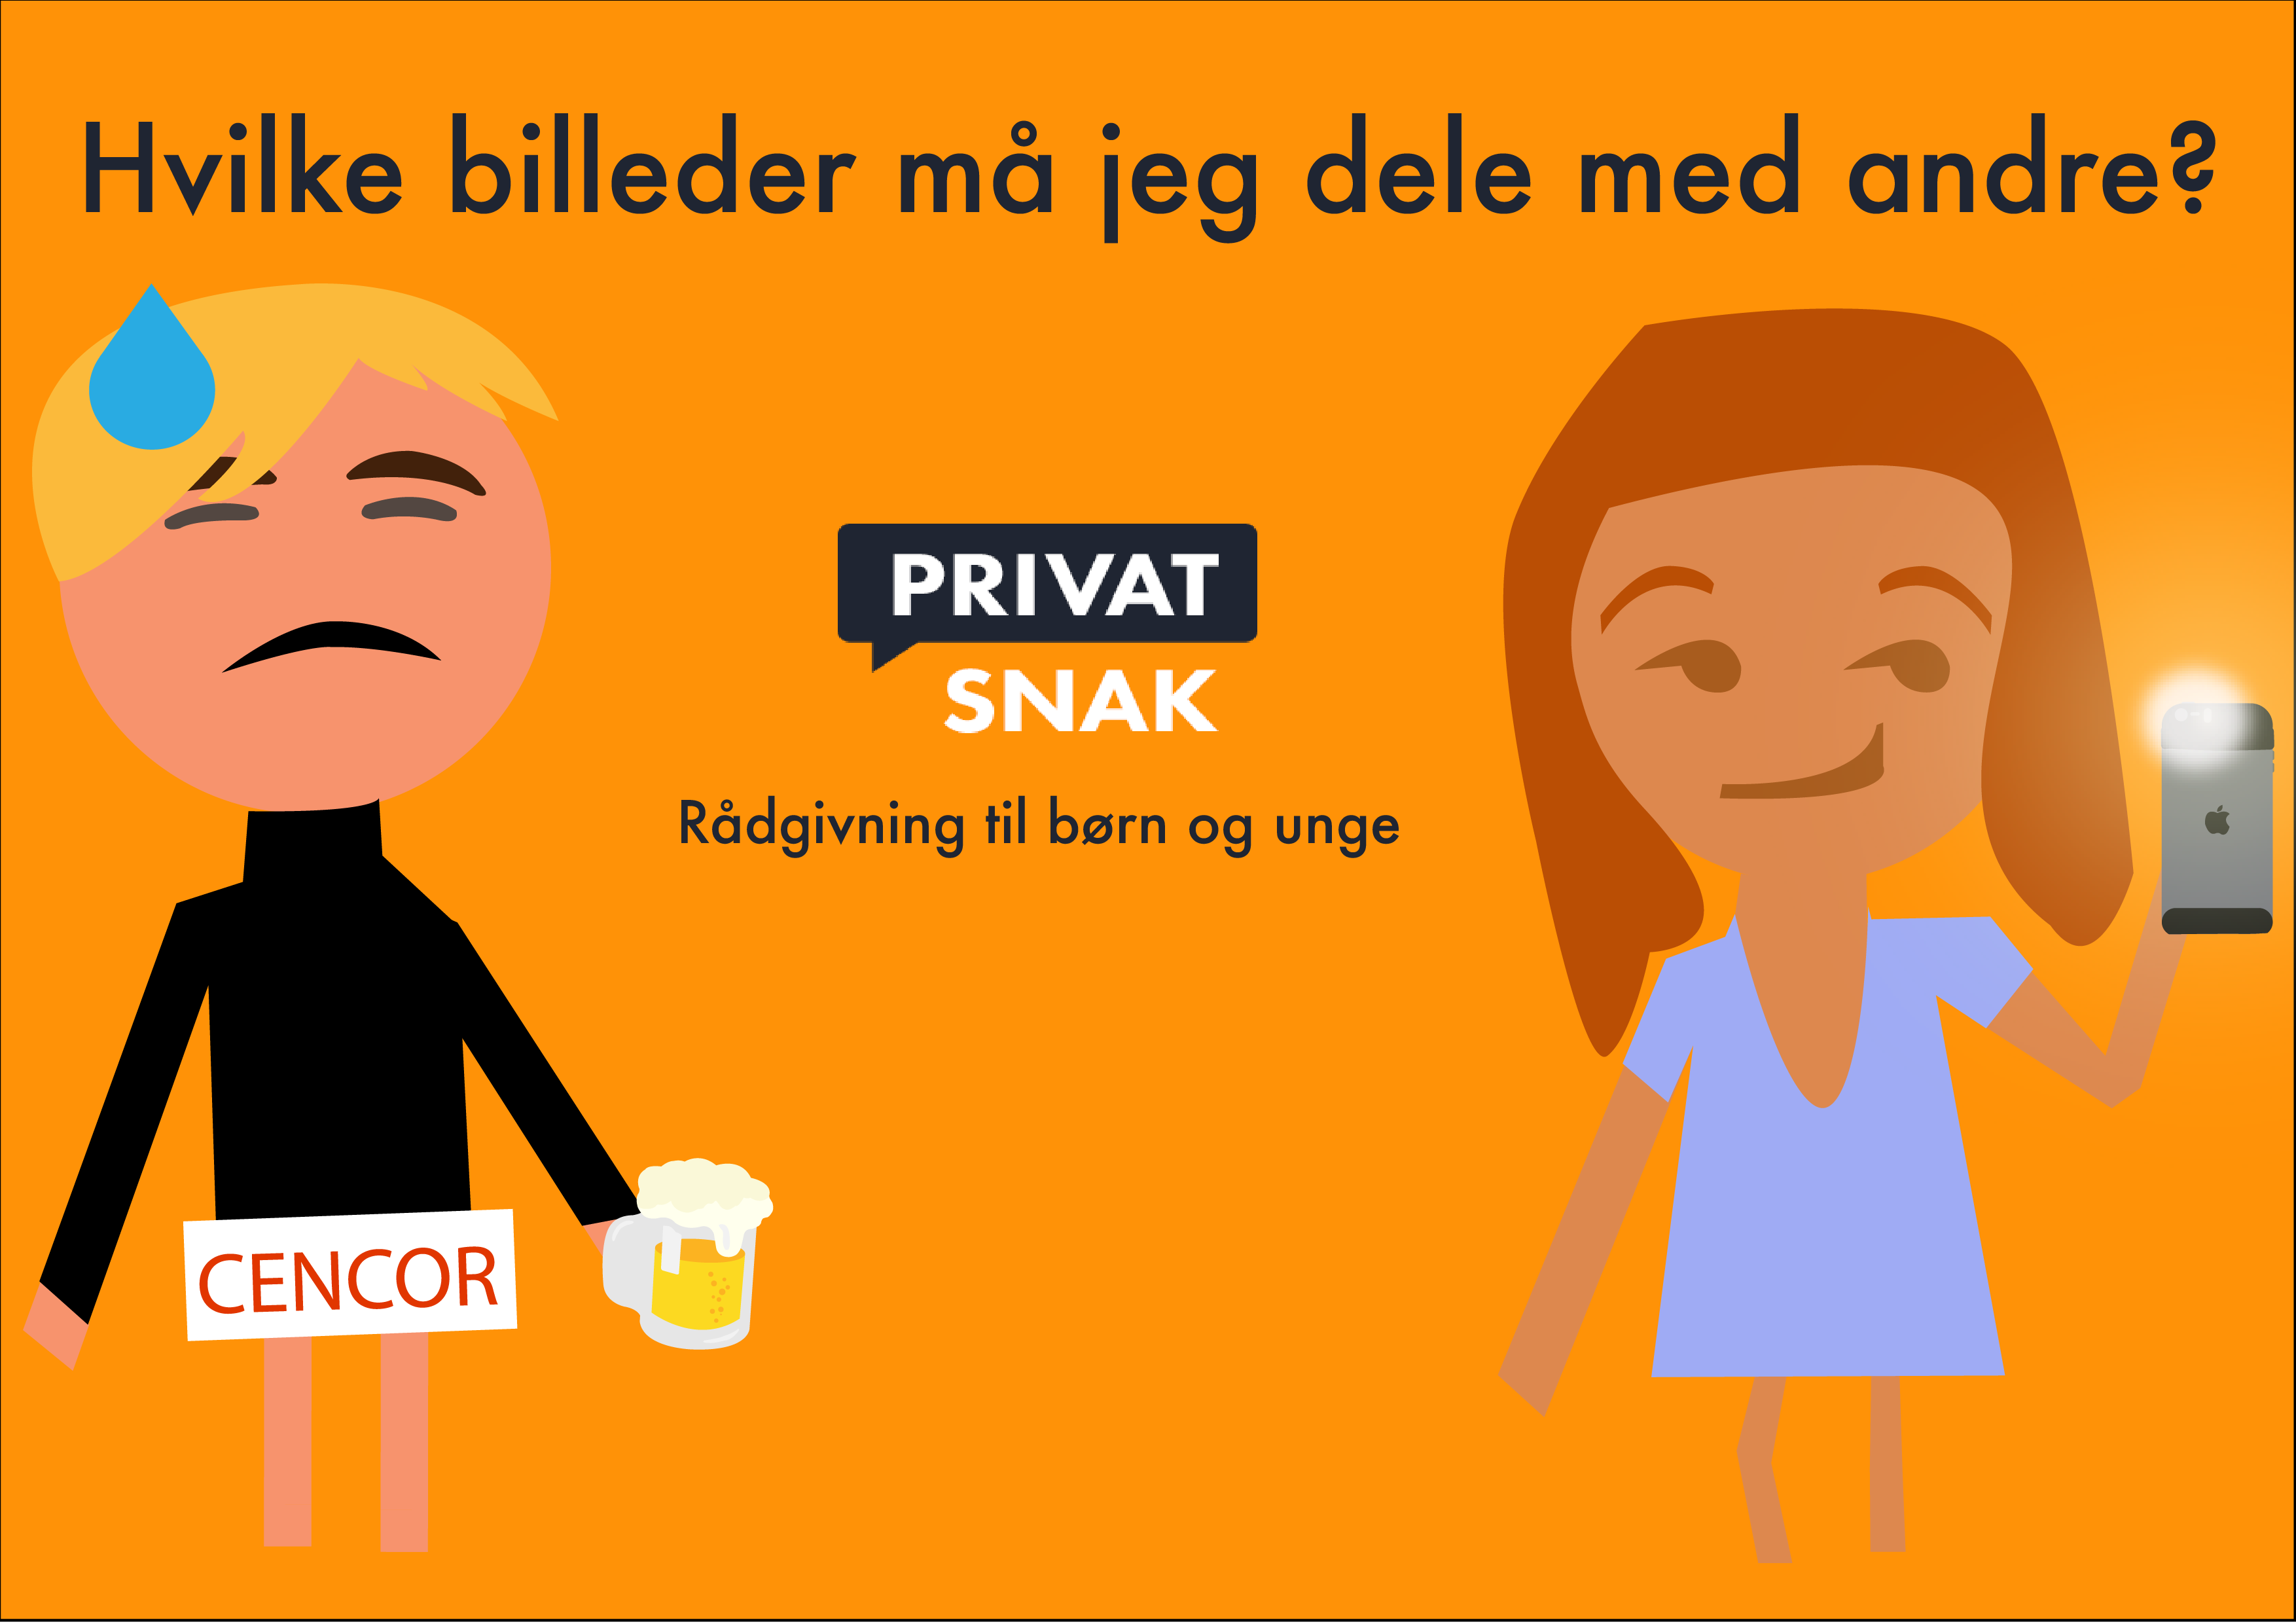 Hvilke billeder må jeg dele med andre?
PRIVAT
SNAK
Rådgivning til børn og unge
CENCOR